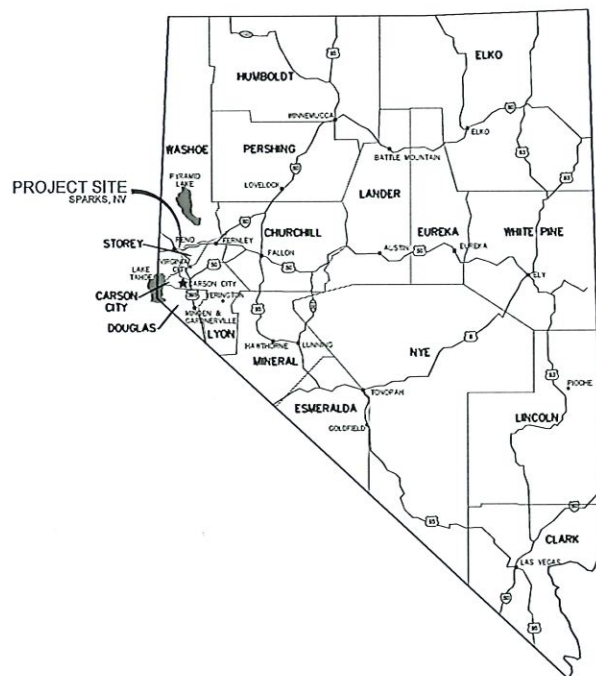 ELKO
HUMBOLDT
WINNEMUCCA
ELKO
WASHOE
PERSHING
BATTLE MOUNTAIN
PYRAMID
LAKE
LOVELOCK
LANDER
PROJECT SITE
SPARKS, NV
STOREY
RENO
FERNLEY
CHURCHILL
EUREKA
WHITE PINE
VIRGINIA
CITY
FALLON
AUSTIN
EUREKA
LAKE
TAHOE
CARSON CITY
ELY
CARSON
CITY
YERINGTON
DOUGLAS
MINDEN &
GARDNERVILLE
LYON
HAWTHORNE
LUNNING
NYE
MINERAL
PIOCHE
ESMERALDA
TONOPAH
LINCOLN
GOLDFIELD
CLARK
LAS VEGAS